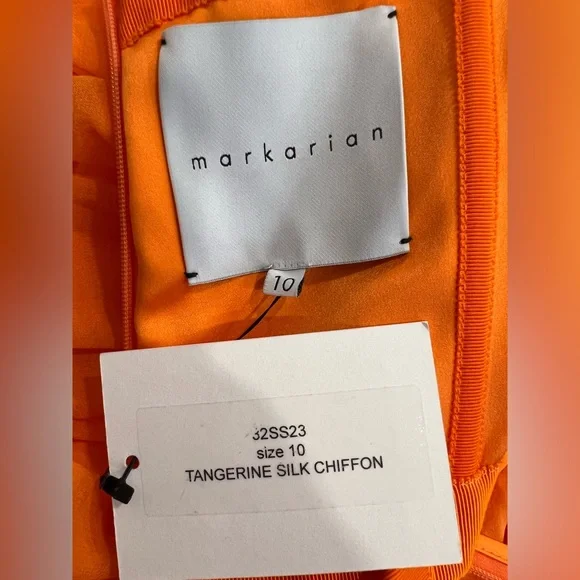 markarian
10
32SS23
size 10
TANGERINE SILK CHIFFON